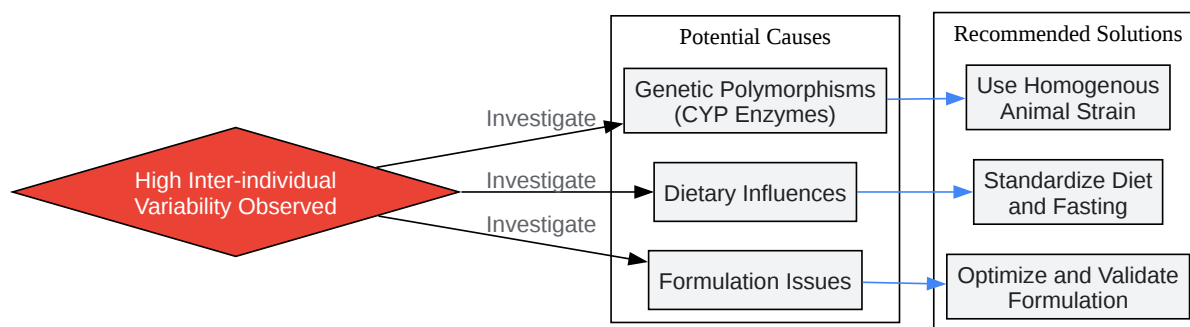 High Inter-individual
Variability Observed
Investigate
Investigate
Investigate
Potential Causes
Genetic Polymorphisms
(CYP Enzymes)
Dietary Influences
Formulation Issues
Recommended Solutions
Use Homogenous
Animal Strain
Standardize Diet
and Fasting
Optimize and Validate
Formulation